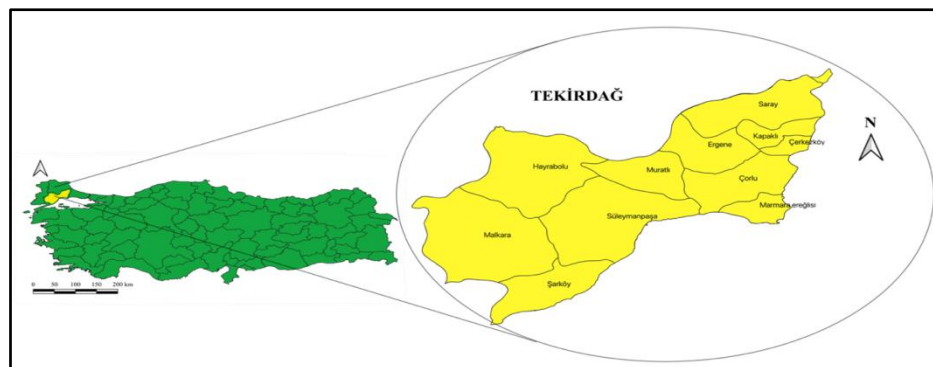 TEKİRDAĞ
N
Saray
Kapaklı
Çerkezköy
Ergene
Hayrabolu
Muratlı
Çorlu
Marmara ereğlisi
Süleymanpaşa
Malkara
Şarköy
0 50 100 150 200 km